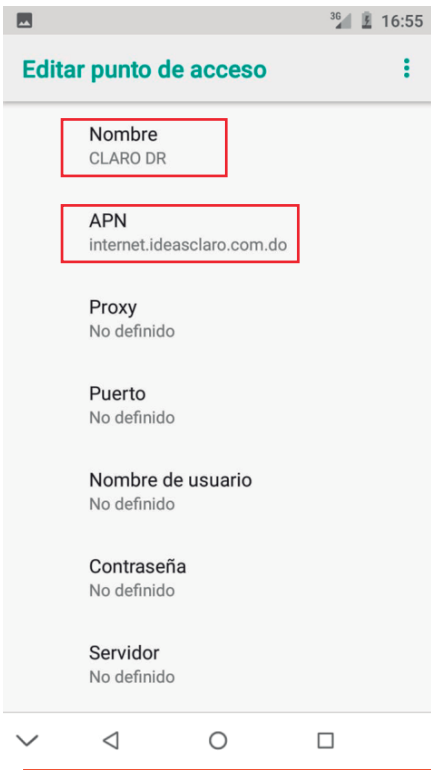 3G 16:55
Editar punto de acceso
Nombre
CLARO DR
APN
internet.ideasclaro.com.do
Proxy
No definido
Puerto
No definido
Nombre de usuario
No definido
Contraseña
No definido
Servidor
No definido